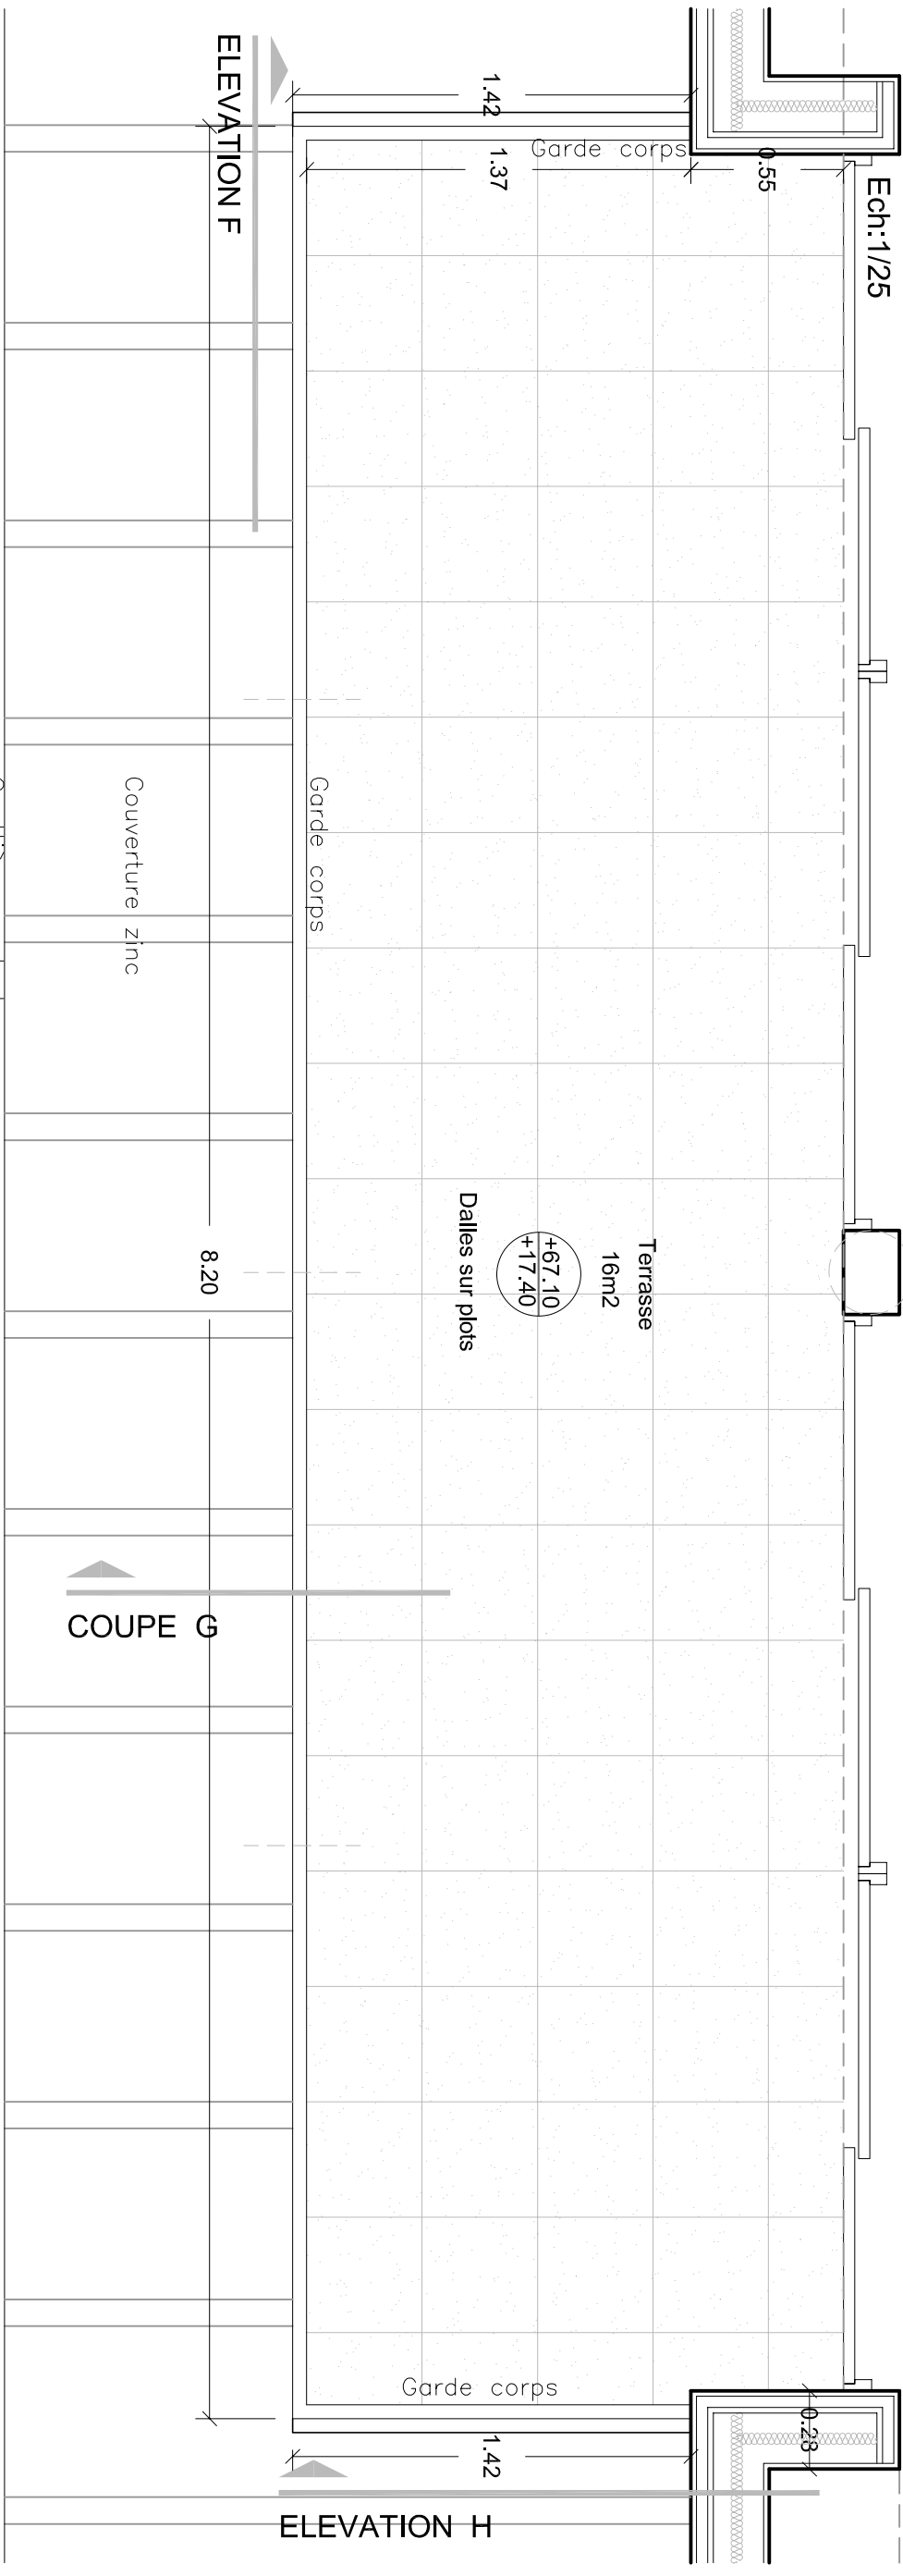 Ech:1/25
ELEVATION F
1.42
Garde corps
1.37
0.55
Couverture zinc
Garde corps
Terrasse
16m2
+67.10
+17.40
Dalles sur plots
8.20
COUPE G
Garde corps
0.28
1.42
ELEVATION H